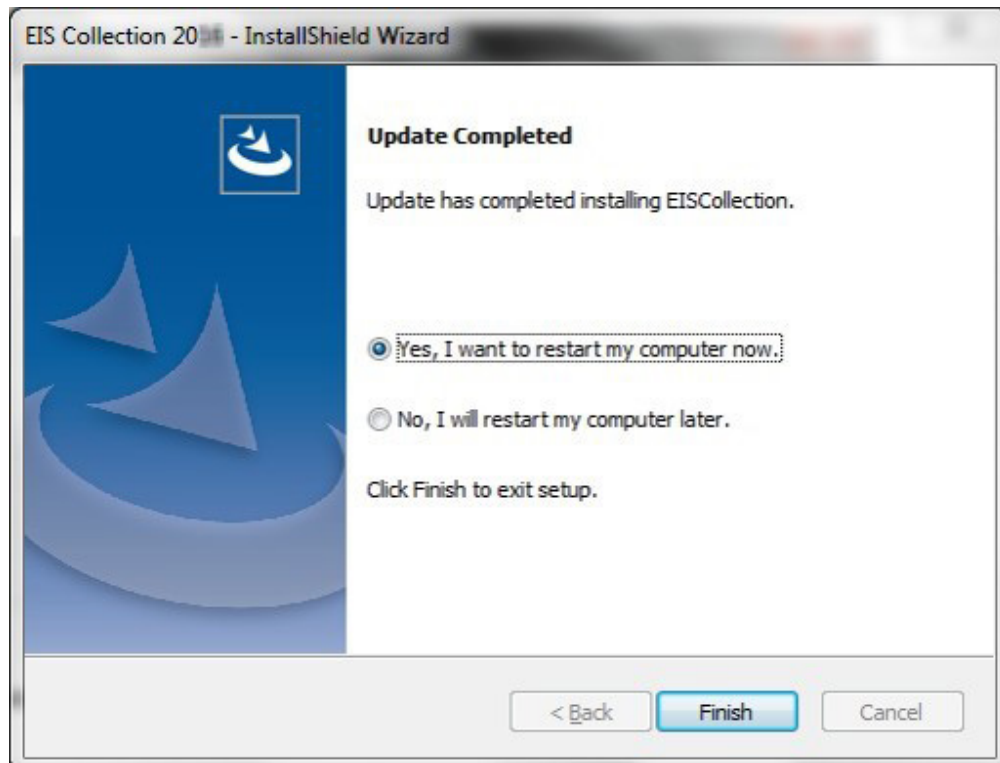 EIS Collection - InstallShield Wizard
Update Completed
Update has completed installing EISCollection.
Yes, I want to restart my computer now.
No, I will restart my computer later.
Click Finish to exit setup.
< Back
Finish
Cancel